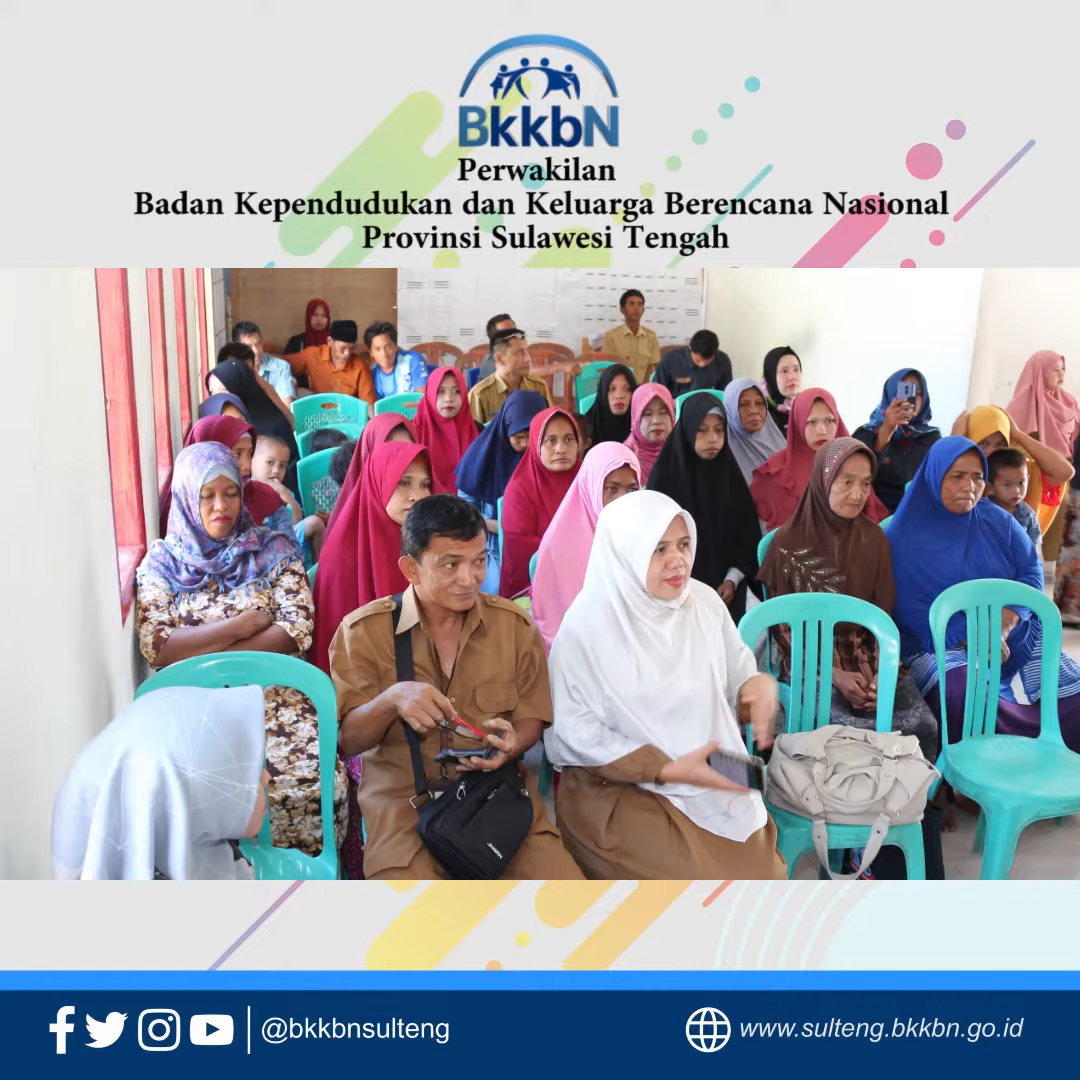 BkkbN
Perwakilan
Badan Kependudukan dan Keluarga Berencana Nasional
Provinsi Sulawesi Tengah
@bkkbnsulteng
www.sulteng.bkkbn.go.id